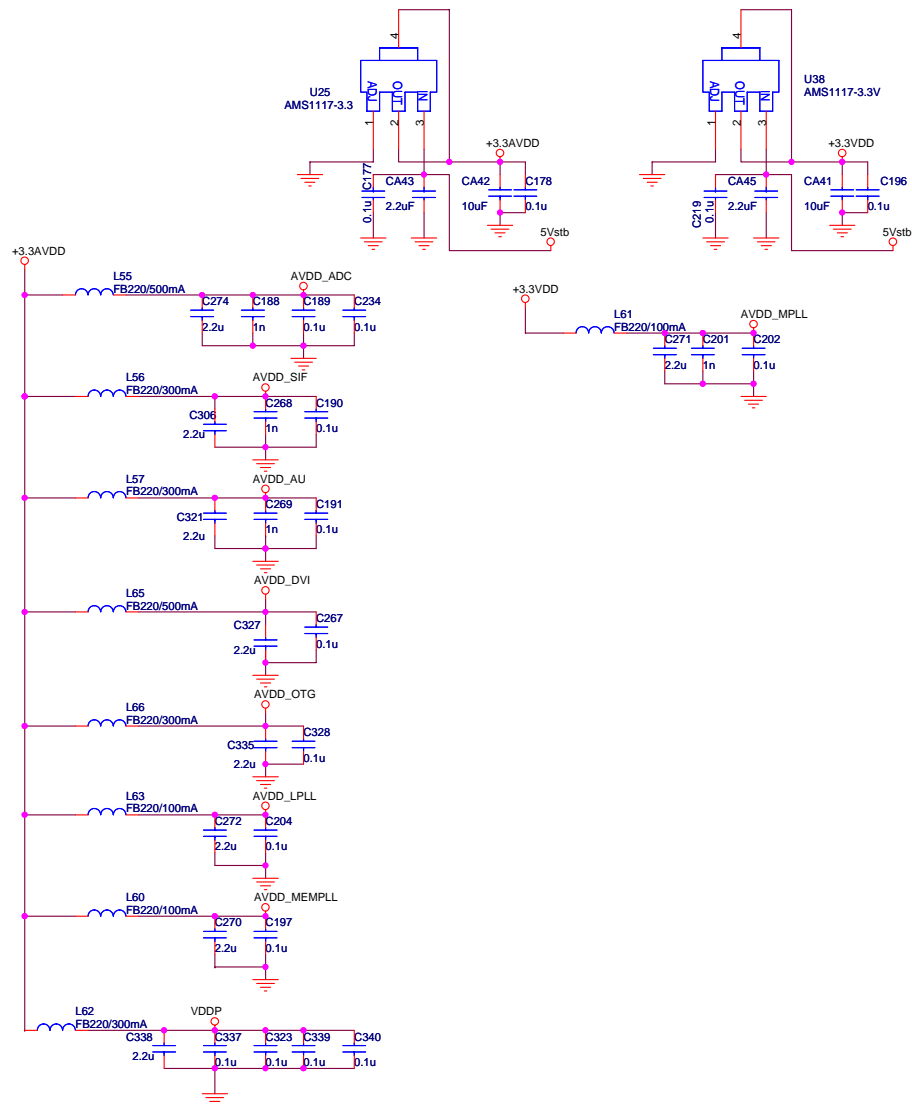 4
ADJ
OUT
IN
1
2
3
U25
AMS1117-3.3
+3.3AVDD
C177
0.1u
CA43
2.2uF
CA42
10uF
C178
0.1u
5Vstb
4
ADJ
OUT
IN
1
2
3
U38
AMS1117-3.3V
+3.3VDD
C219
0.1u
CA45
2.2uF
CA41
10uF
C196
0.1u
5Vstb
+3.3AVDD
L55
FB220/500mA
AVDD_ADC
C274
2.2u
C188
1n
C189
0.1u
C234
0.1u
+3.3VDD
L61
FB220/100mA
AVDD_MPLL
C271
2.2u
C201
1n
C202
0.1u
L56
FB220/300mA
AVDD_SIF
C306
2.2u
C268
1n
C190
0.1u
L57
FB220/300mA
AVDD_AU
C321
2.2u
C269
1n
C191
0.1u
L65
FB220/500mA
AVDD_DVI
C327
2.2u
C267
0.1u
L66
FB220/300mA
AVDD_OTG
C335
2.2u
C328
0.1u
L63
FB220/100mA
AVDD_LPLL
C272
2.2u
C204
0.1u
L60
FB220/100mA
AVDD_MEMPLL
C270
2.2u
C197
0.1u
L62
FB220/300mA
VDDP
C338
2.2u
C337
0.1u
C323
0.1u
C339
0.1u
C340
0.1u